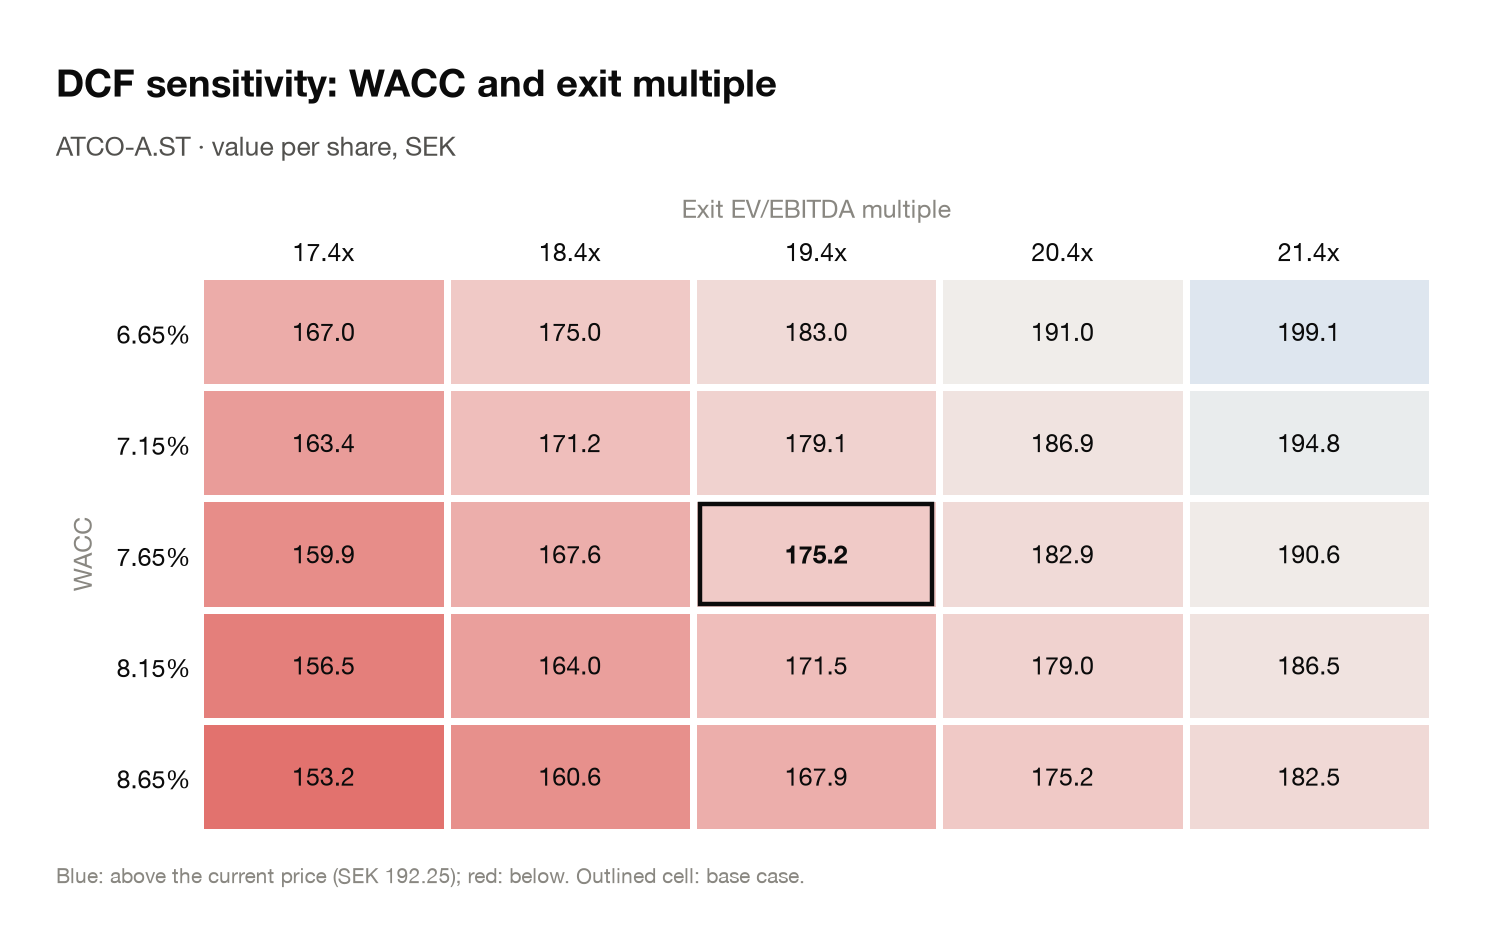 DCF sensitivity: WACC and exit multiple
ATCO-A.ST · value per share, SEK
Exit EV/EBITDA multiple
17.4x 18.4x 19.4x 20.4x 21.4x
6.65% 167.0 175.0 183.0 191.0 199.1
7.15% 163.4 171.2 179.1 186.9 194.8
WACC
7.65% 159.9 167.6 175.2 182.9 190.6
8.15% 156.5 164.0 171.5 179.0 186.5
8.65% 153.2 160.6 167.9 175.2 182.5
Blue: above the current price (SEK 192.25); red: below. Outlined cell: base case.